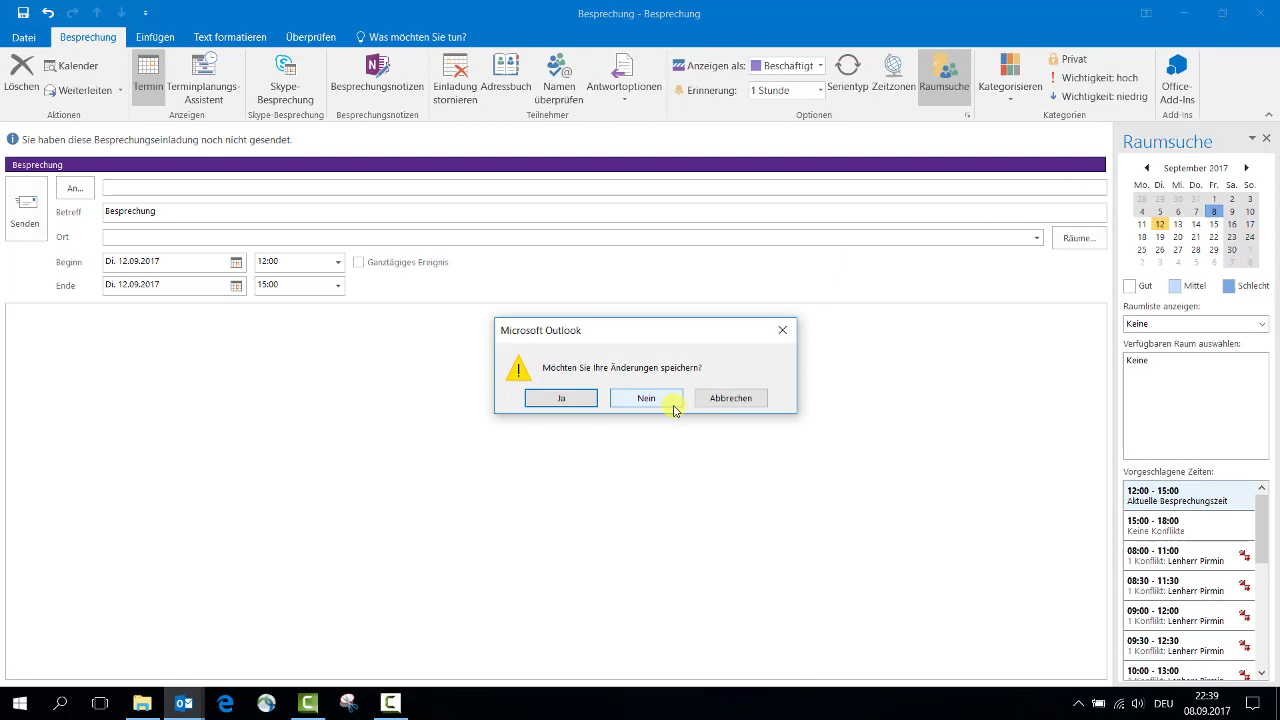 Besprechung - Besprechung
Datei Besprechung Einfügen Text formatieren Überprüfen Was möchten Sie tun?
Löschen
Kalender
Weiterleiten
Aktionen
Termin
Terminplanungs-
Assistent
Anzeigen
Skype-
Besprechung
Skype-Besprechung
Besprechungsnotizen
Besprechungsnotizen
Einladung
stornieren
Adressbuch
Namen
überprüfen
Antwortoptionen
Teilnehmer
Anzeigen als: Beschäftigt
Erinnerung: 1 Stunde
Serientyp
Zeitzonen
Raumsuche
Optionen
Kategorisieren
Privat
Wichtigkeit: hoch
Wichtigkeit: niedrig
Kategorien
Office-
Add-Ins
Add-Ins
Sie haben diese Besprechungseinladung noch nicht gesendet.
Besprechung
Senden
An...
Betreff Besprechung
Ort Räume...
Beginn Di. 12.09.2017 12:00 Ganztägiges Ereignis
Ende Di. 12.09.2017 15:00
Microsoft Outlook
Möchten Sie Ihre Änderungen speichern?
Ja Nein Abbrechen
Raumsuche
September 2017
Mo. Di. Mi. Do. Fr. Sa. So.
28 29 30 31 1 2 3
4 5 6 7 8 9 10
11 12 13 14 15 16 17
18 19 20 21 22 23 24
25 26 27 28 29 30 1
2 3 4 5 6 7 8
Gut Mittel Schlecht
Raumliste anzeigen:
Keine
Verfügbaren Raum auswählen:
Keine
Vorgeschlagene Zeiten:
12:00 - 15:00
Aktuelle Besprechungszeit
15:00 - 18:00
Keine Konflikte
08:00 - 11:00
1 Konflikt: Lenherr Pirmin
08:30 - 11:30
1 Konflikt: Lenherr Pirmin
09:00 - 12:00
1 Konflikt: Lenherr Pirmin
09:30 - 12:30
1 Konflikt: Lenherr Pirmin
10:00 - 13:00
1 Konflikt: Lenherr Pirmin
DEU
22:39
08.09.2017